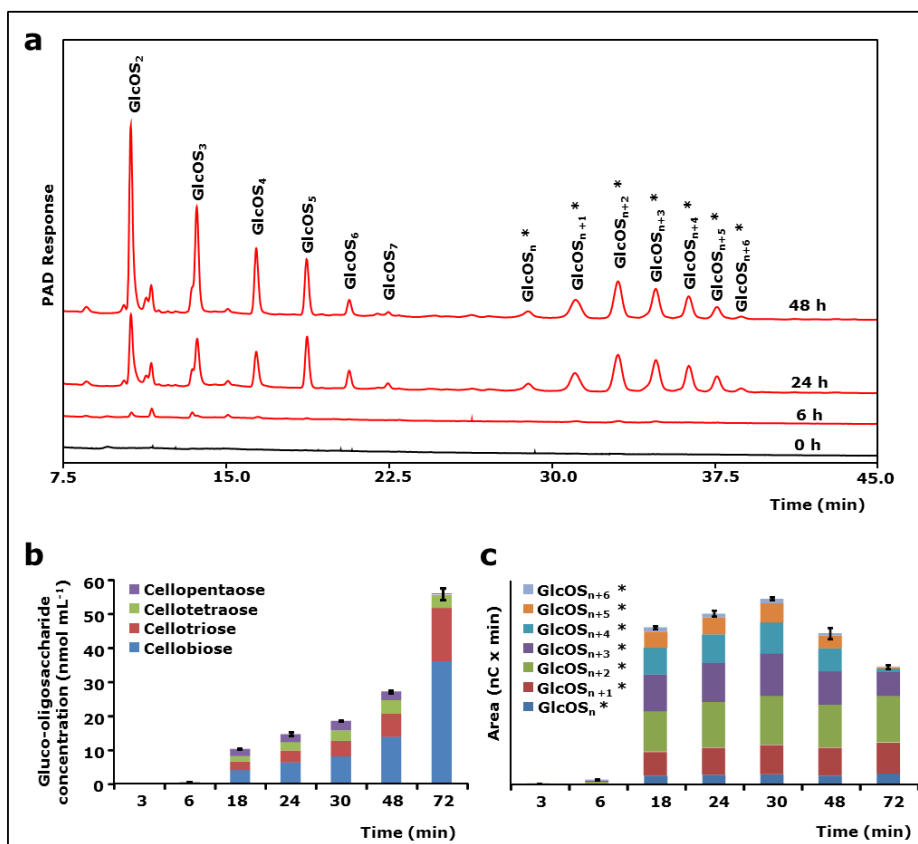 a
PAD Response
GlcOS2
GlcOS3
GlcOS4
GlcOS5
GlcOS6
GlcOS7
GlcOSn *
GlcOSn+1 *
GlcOSn+2 *
GlcOSn+3 *
GlcOSn+4 *
GlcOSn+5 *
GlcOSn+6 *
48 h
24 h
6 h
0 h
7.5 15.0 22.5 30.0 37.5 45.0
Time (min)
b
Gluco-oligosaccharide
concentration (nmol mL-1)
60
50
40
30
20
10
0
Cellopentaose
Cellotetraose
Cellotriose
Cellobiose
3 6 18 24 30 48 72
Time (min)
c
Area (nC x min)
GlcOSn+6 *
GlcOSn+5 *
GlcOSn+4 *
GlcOSn+3 *
GlcOSn+2 *
GlcOSn+1 *
GlcOSn *
3 6 18 24 30 48 72
Time (min)